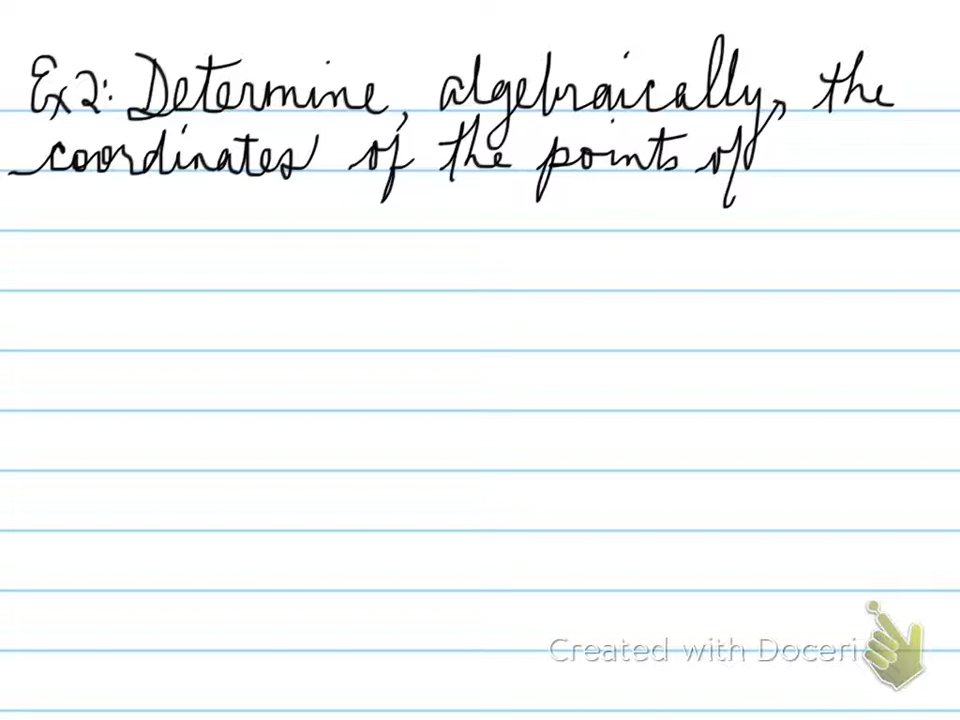 Ex2: Determine, algebraically, the
coordinates of the points of
Created with Doceri